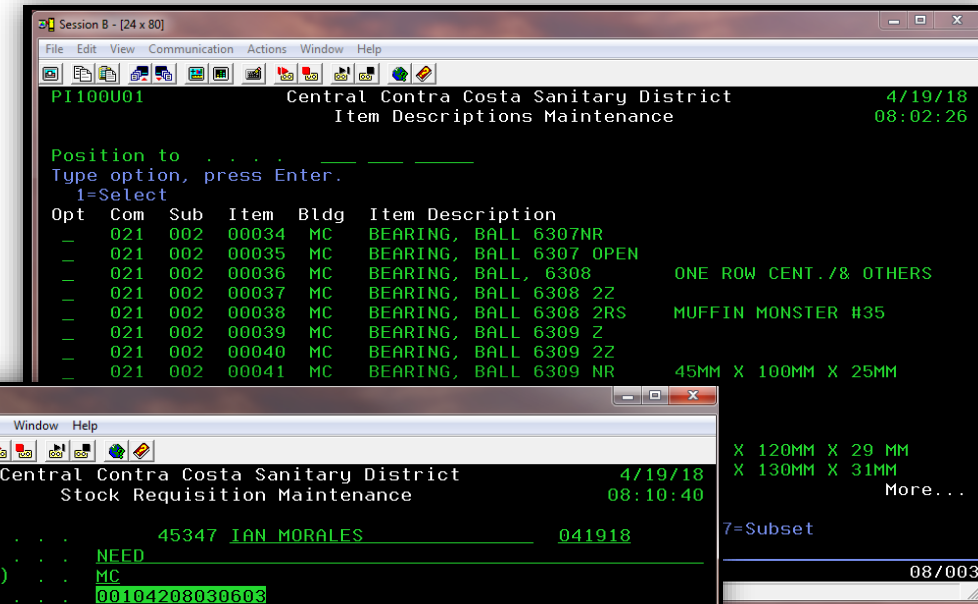 Session B - [24 x 80]
File Edit View Communication Actions Window Help
PI100U01 Central Contra Costa Sanitary District 4/19/18
Item Descriptions Maintenance 08:02:26
Position to . . . . ___ ___ _____
Type option, press Enter.
1=Select
Opt Com Sub Item Bldg Item Description
_ 021 002 00034 MC BEARING, BALL 6307NR
_ 021 002 00035 MC BEARING, BALL 6307 OPEN
_ 021 002 00036 MC BEARING, BALL, 6308 ONE ROW CENT./& OTHERS
_ 021 002 00037 MC BEARING, BALL 6308 2Z
_ 021 002 00038 MC BEARING, BALL 6308 2RS MUFFIN MONSTER #35
_ 021 002 00039 MC BEARING, BALL 6309 Z
_ 021 002 00040 MC BEARING, BALL 6309 2Z
_ 021 002 00041 MC BEARING, BALL 6309 NR 45MM X 100MM X 25MM
X 120MM X 29 MM
X 130MM X 31MM
More...
7=Subset
08/003
Window Help
Central Contra Costa Sanitary District 4/19/18
Stock Requisition Maintenance 08:10:40
. . . 45347 IAN MORALES 041918
. . . NEED
) . . MC
. . . 00104208030603